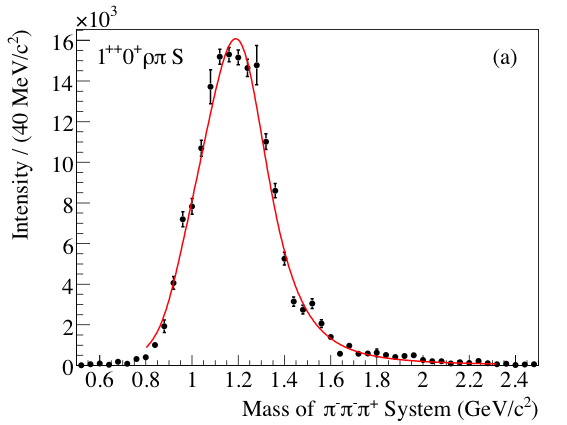 ×10³
1⁺⁺0⁺ρπ S
(a)
Intensity / (40 MeV/c²)
16
14
12
10
8
6
4
2
0
0.6 0.8 1 1.2 1.4 1.6 1.8 2 2.2 2.4
Mass of π⁻π⁻π⁺ System (GeV/c²)